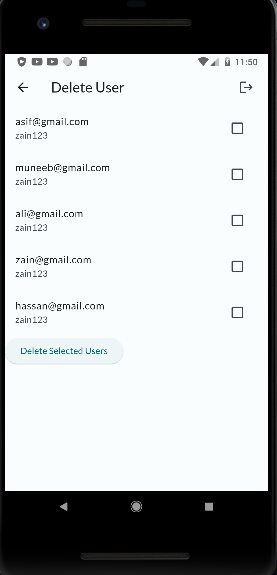 11:50
Delete User
asif@gmail.com
zain123
muneeb@gmail.com
zain123
ali@gmail.com
zain123
zain@gmail.com
zain123
hassan@gmail.com
zain123
Delete Selected Users